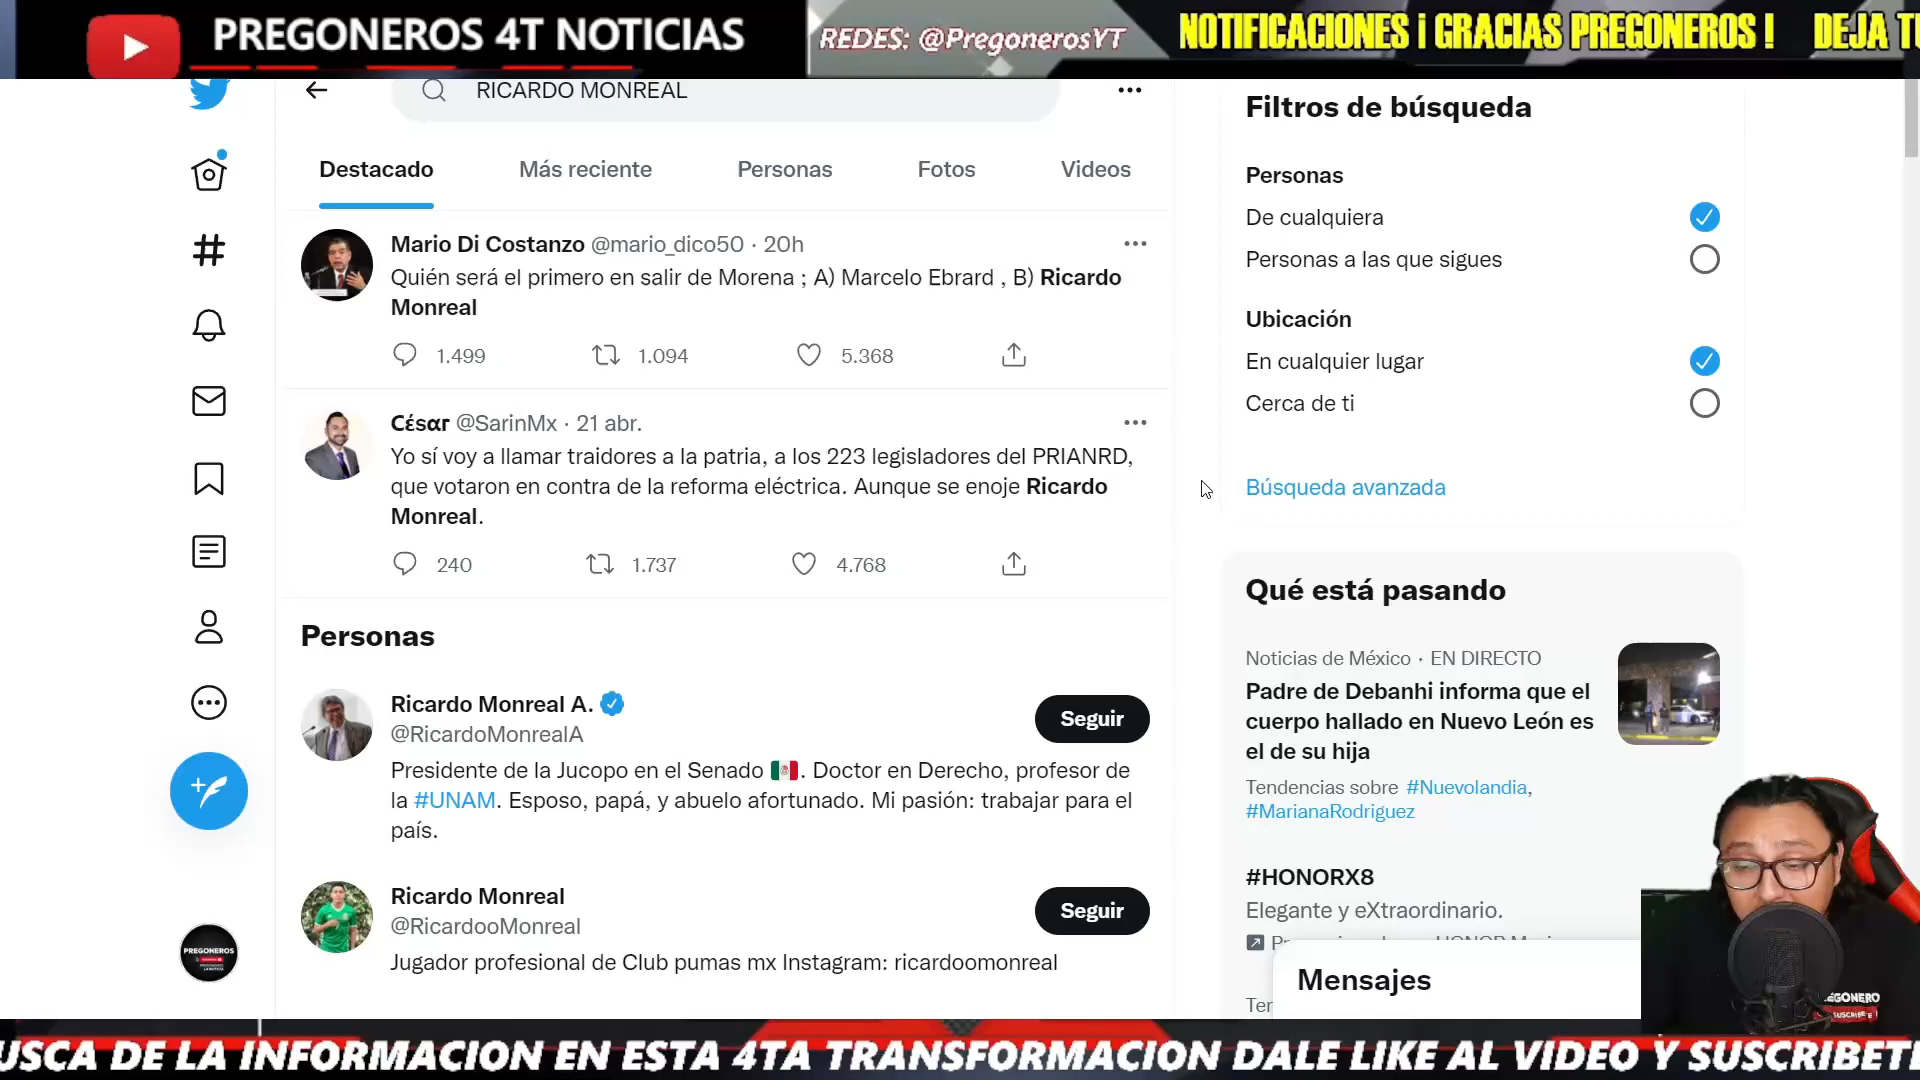 PREGONEROS 4T NOTICIAS
REDES: @PregonerosYT
NOTIFICACIONES ¡ GRACIAS PREGONEROS ! DEJA TU
RICARDO MONREAL
Destacado
Más reciente
Personas
Fotos
Videos
Mario Di Costanzo @mario_dico50 · 20h
Quién será el primero en salir de Morena ; A) Marcelo Ebrard , B) Ricardo
Monreal
1.499
1.094
5.368
Cέsαr @SarinMx · 21 abr.
Yo sí voy a llamar traidores a la patria, a los 223 legisladores del PRIANRD,
que votaron en contra de la reforma eléctrica. Aunque se enoje Ricardo
Monreal.
240
1.737
4.768
Personas
Ricardo Monreal A.
@RicardoMonrealA
Seguir
Presidente de la Jucopo en el Senado 🇲🇽. Doctor en Derecho, profesor de
la #UNAM. Esposo, papá, y abuelo afortunado. Mi pasión: trabajar para el
país.
Ricardo Monreal
@RicardooMonreal
Seguir
Jugador profesional de Club pumas mx Instagram: ricardoomonreal
Filtros de búsqueda
Personas
De cualquiera
Personas a las que sigues
Ubicación
En cualquier lugar
Cerca de ti
Búsqueda avanzada
Qué está pasando
Noticias de México · EN DIRECTO
Padre de Debanhi informa que el
cuerpo hallado en Nuevo León es
el de su hija
Tendencias sobre #Nuevolandia,
#MarianaRodriguez
#HONORX8
Elegante y eXtraordinario.
Mensajes
PREGONEROS
USCA DE LA INFORMACION EN ESTA 4TA TRANSFORMACION DALE LIKE AL VIDEO Y SUSCRIBETE